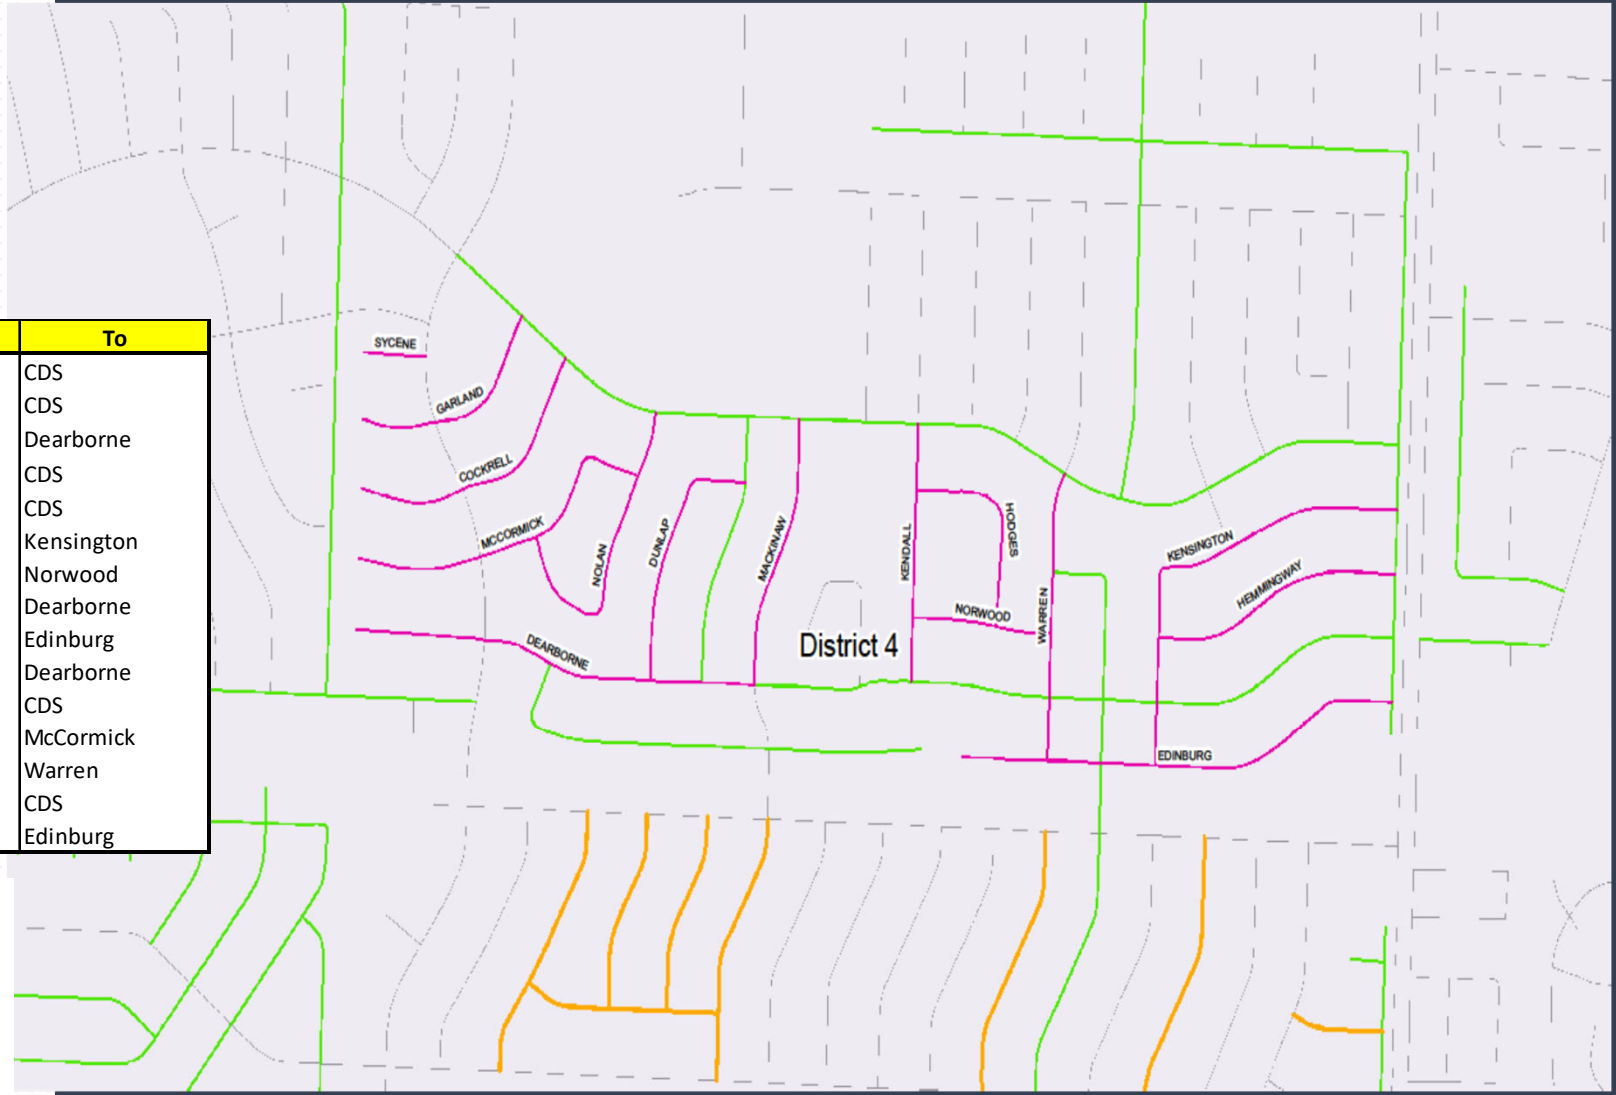 To
CDS
CDS
Dearborne
CDS
CDS
Kensington
Norwood
Dearborne
Edinburg
Dearborne
CDS
McCormick
Warren
CDS
Edinburg
SYCENE
GARLAND
COCKRELL
MCCORMICK
NOLAN
DUNLAP
MACKINAW
KENDALL
HODGES
NORWOOD
WARREN
KENSINGTON
HEMMINGWAY
DEARBORNE
District 4
EDINBURG